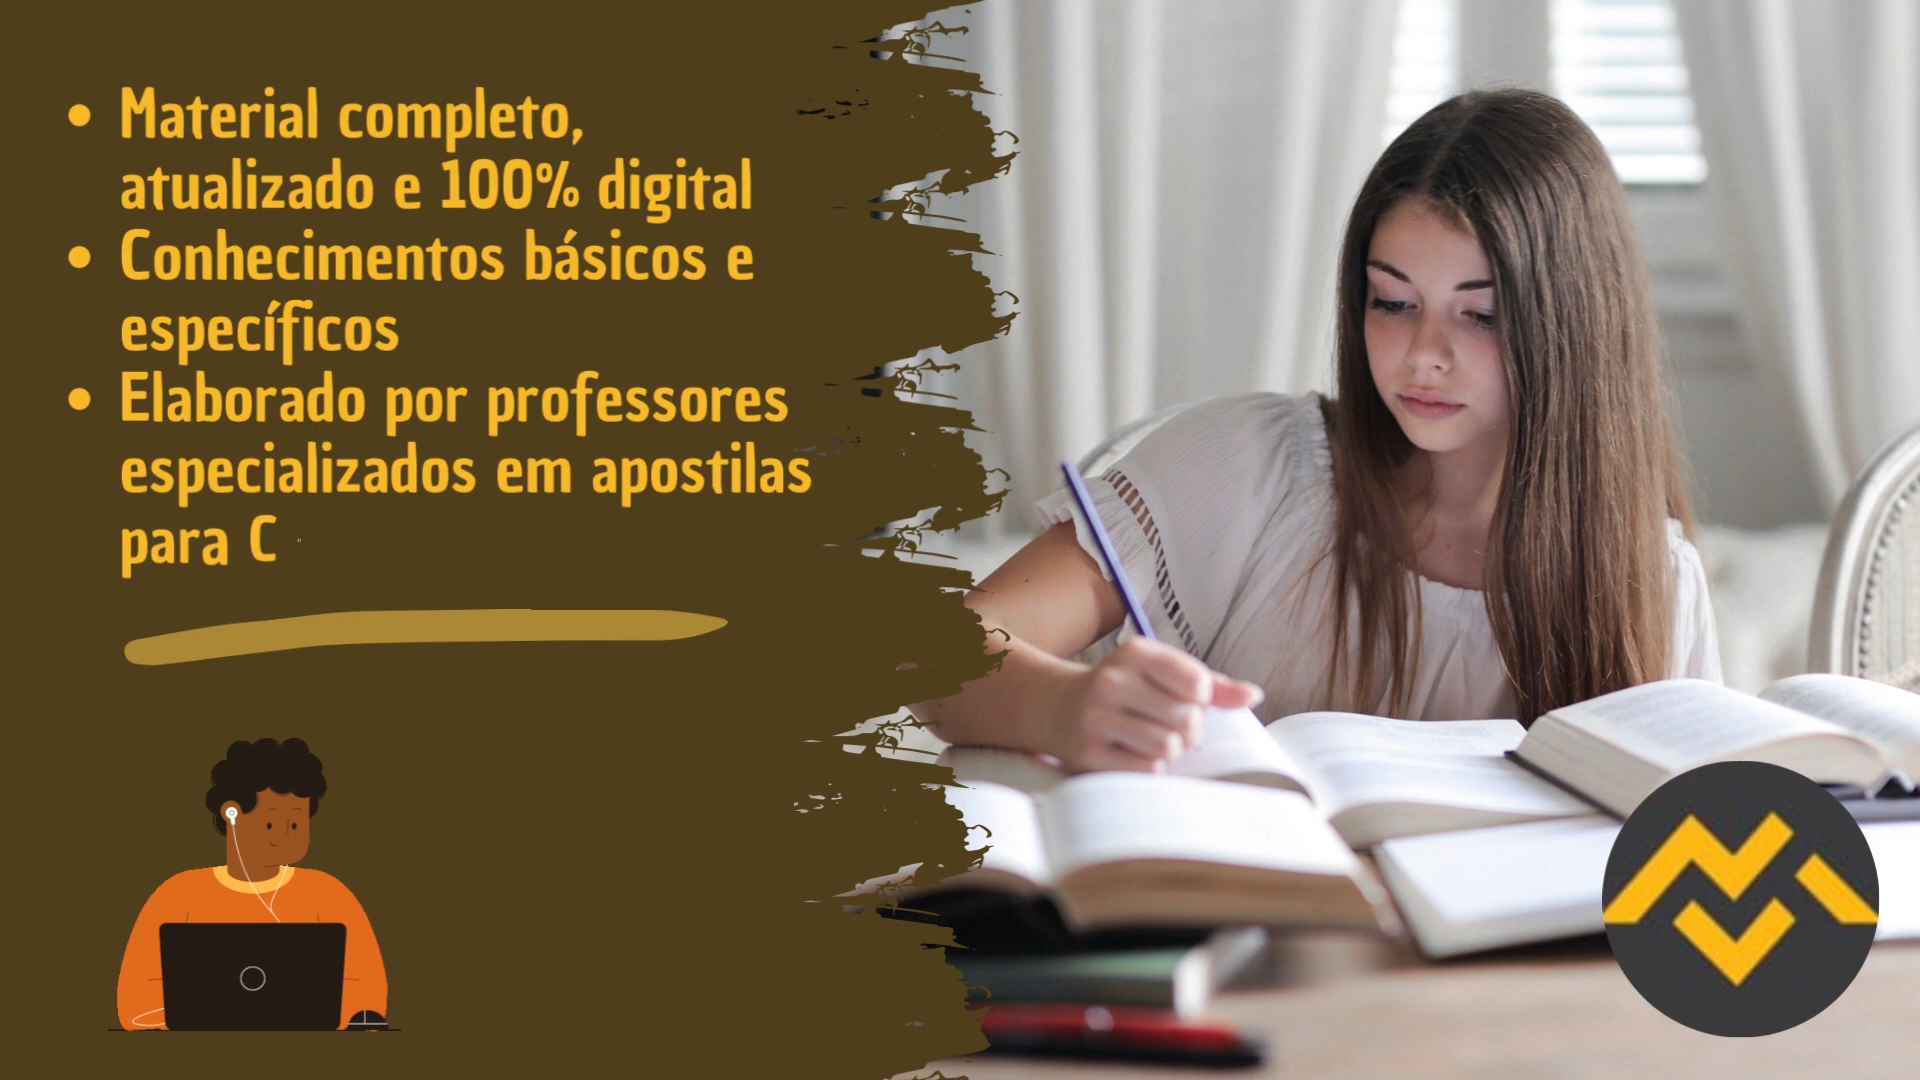 • Material completo,
atualizado e 100% digital
• Conhecimentos básicos e
específicos
• Elaborado por professores
especializados em apostilas
para C